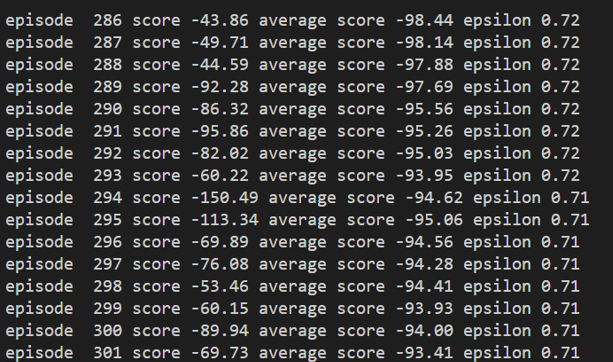 episode  286 score -43.86 average score -98.44 epsilon 0.72
episode  287 score -49.71 average score -98.14 epsilon 0.72
episode  288 score -44.59 average score -97.88 epsilon 0.72
episode  289 score -92.28 average score -97.69 epsilon 0.72
episode  290 score -86.32 average score -95.56 epsilon 0.72
episode  291 score -95.86 average score -95.26 epsilon 0.72
episode  292 score -82.02 average score -95.03 epsilon 0.72
episode  293 score -60.22 average score -93.95 epsilon 0.72
episode  294 score -150.49 average score -94.62 epsilon 0.71
episode  295 score -113.34 average score -95.06 epsilon 0.71
episode  296 score -69.89 average score -94.56 epsilon 0.71
episode  297 score -76.08 average score -94.28 epsilon 0.71
episode  298 score -53.46 average score -94.41 epsilon 0.71
episode  299 score -60.15 average score -93.93 epsilon 0.71
episode  300 score -89.94 average score -94.00 epsilon 0.71
episode  301 score -69.73 average score -93.41 epsilon 0.71